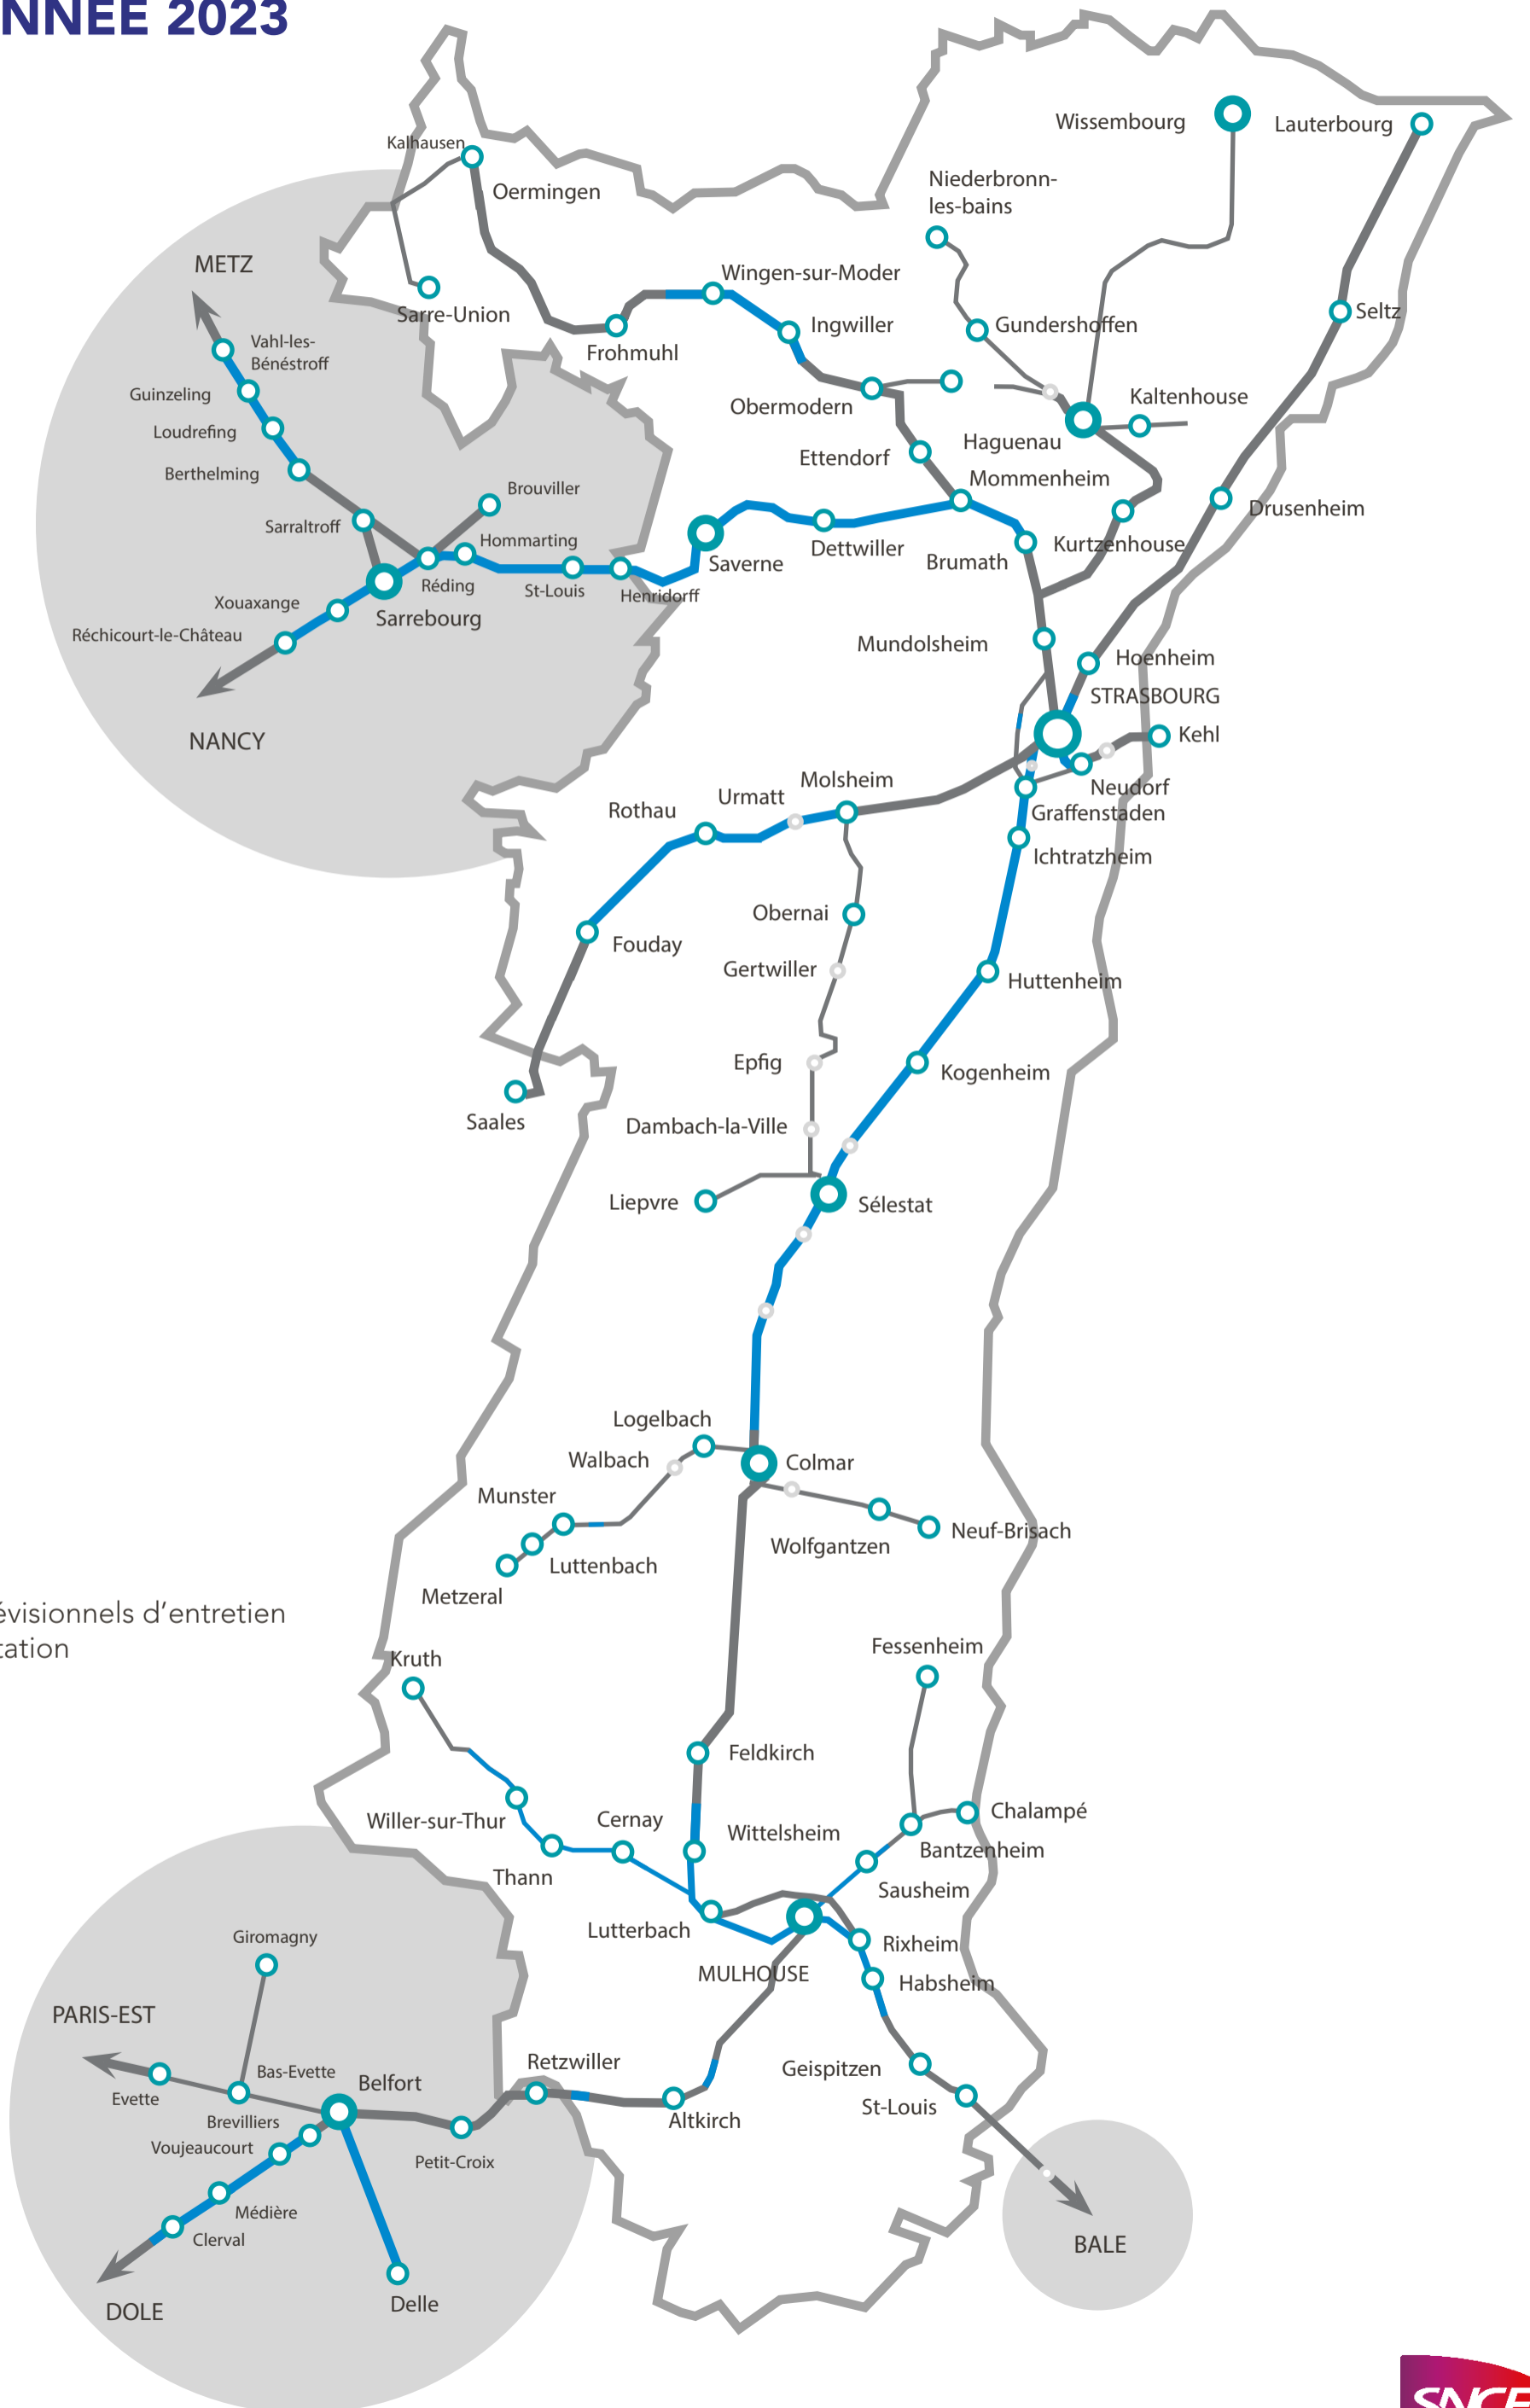 NNEE 2023
Wissembourg
Lauterbourg
Kalhausen
Oermingen
Niederbronn-
les-bains
METZ
Wingen-sur-Moder
Sarre-Union
Ingwiller
Gundershoffen
Seltz
Vahl-les-
Bénéstroff
Frohmuhl
Guinzeling
Obermodern
Kaltenhouse
Loudrefing
Haguenau
Ettendorf
Berthelming
Mommenheim
Brouviller
Drusenheim
Sarraltroff
Hommarting
Dettwiller
Kurtzenhouse
Saverne
Brumath
Réding
St-Louis
Henridorff
Xouaxange
Sarrebourg
Réchicourt-le-Château
Mundolsheim
Hoenheim
STRASBOURG
NANCY
Kehl
Molsheim
Neudorf
Urmatt
Rothau
Graffenstaden
Ichtratzheim
Obernai
Fouday
Gertwiller
Huttenheim
Epfig
Kogenheim
Saales
Dambach-la-Ville
Liepvre
Sélestat
Logelbach
Walbach
Colmar
Munster
Neuf-Brisach
Wolfgantzen
Luttenbach
Metzeral
évisionnels d’entretien
tation
Kruth
Fessenheim
Feldkirch
Chalampé
Willer-sur-Thur
Cernay
Wittelsheim
Bantzenheim
Thann
Sausheim
Lutterbach
Giromagny
Rixheim
MULHOUSE
Habsheim
PARIS-EST
Retzwiller
Geispitzen
Bas-Evette
Belfort
Evette
St-Louis
Brevilliers
Altkirch
Voujeaucourt
Petit-Croix
Médière
Clerval
BALE
Delle
DOLE
SNCF